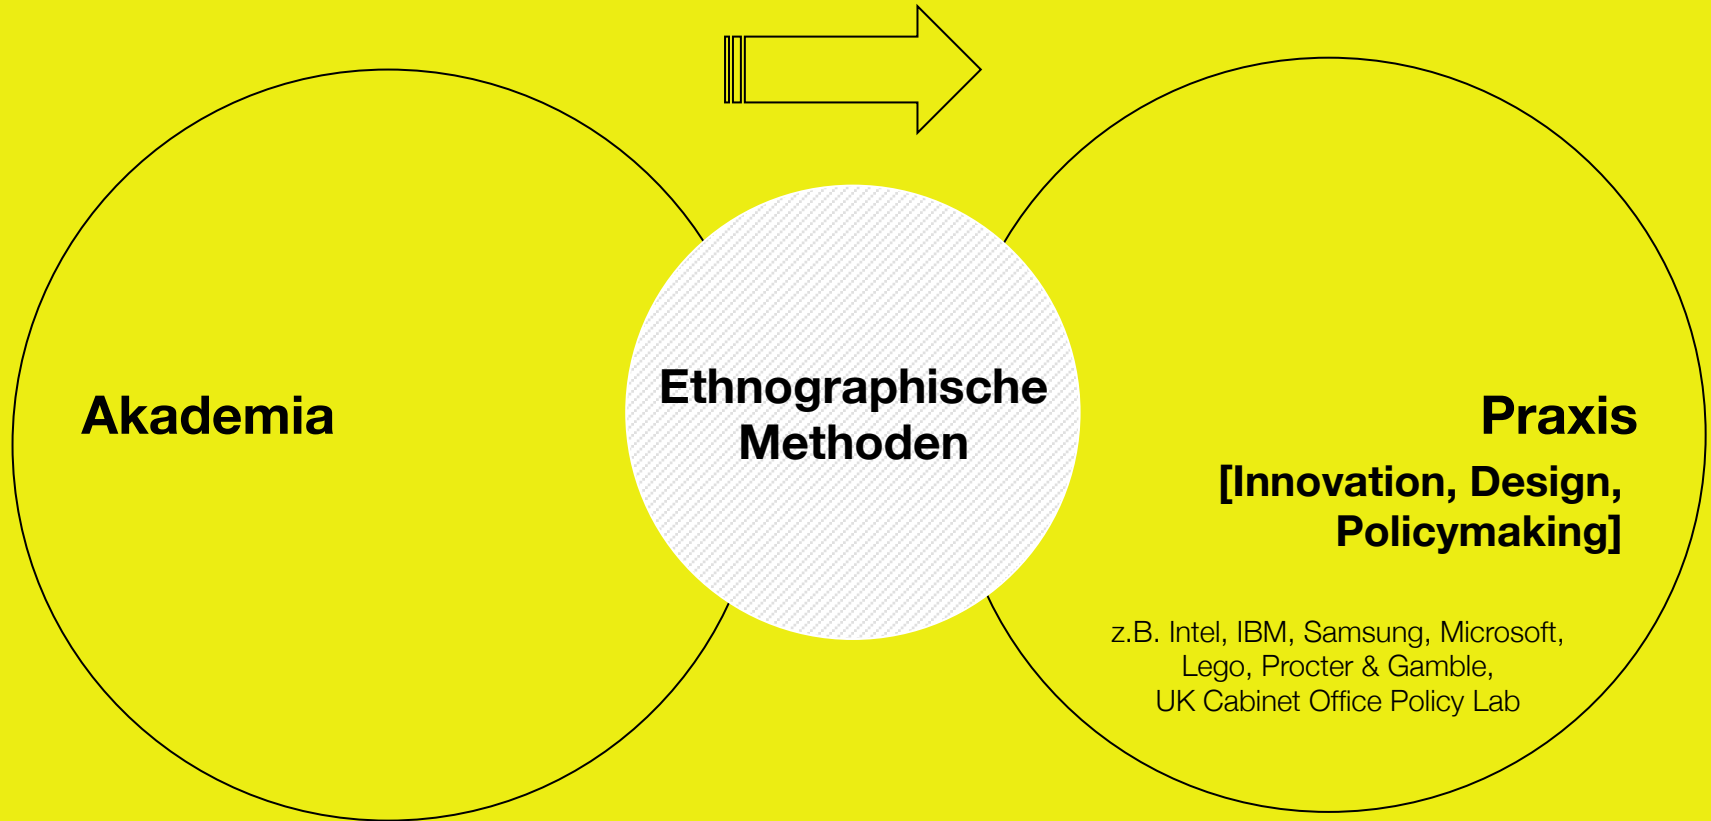 Akademia
Ethnographische
Methoden
Praxis
[Innovation, Design,
Policymaking]
z.B. Intel, IBM, Samsung, Microsoft,
Lego, Procter & Gamble,
UK Cabinet Office Policy Lab